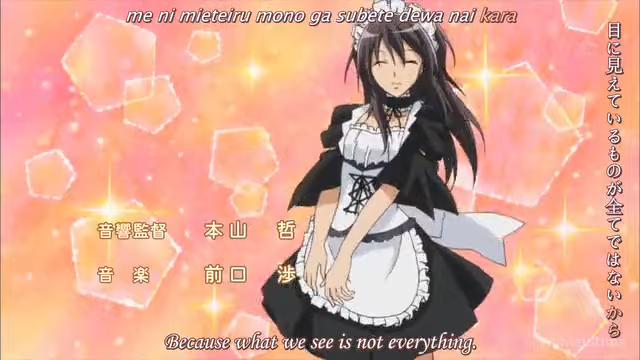 me ni mieteiru mono ga subete dewa nai kara
目に見えているものが全てではないから
音響監督 本山 哲
音 楽 前口 渉
Because what we see is not everything.